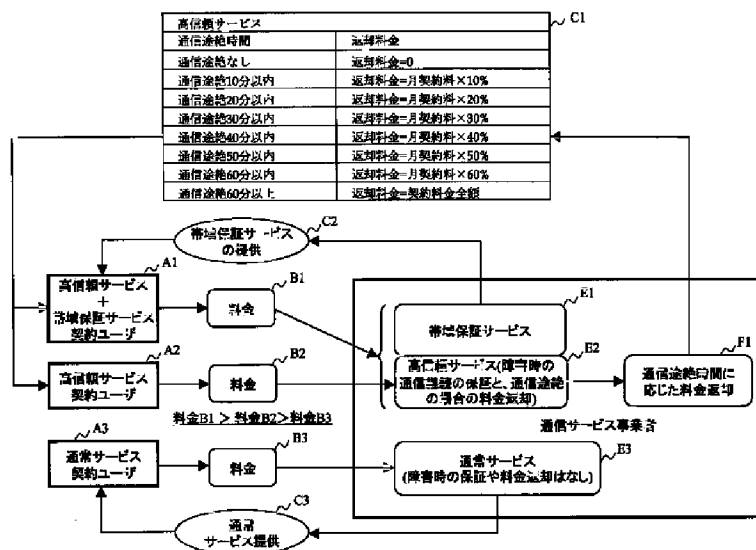 高信頼サービス
C1
通信途絶時間 返却料金
通信途絶なし 返却料金=0
通信途絶10分以内 返却料金=月契約料×10%
通信途絶20分以内 返却料金=月契約料×20%
通信途絶30分以内 返却料金=月契約料×30%
通信途絶40分以内 返却料金=月契約料×40%
通信途絶50分以内 返却料金=月契約料×50%
通信途絶60分以内 返却料金=月契約料×60%
通信途絶60分以上 返却料金=契約料金全額
C2
帯域保証サービス
の提供
A1
高信頼サービス
+
帯域保証サービス
契約ユーザ
B1
料金
E1
帯域保証サービス
A2
高信頼サービス
契約ユーザ
B2
料金
E2
高信頼サービス(障害時の
通信課題の保証と、通信途絶
の場合の料金返却)
F1
通信途絶時間に
応じた料金返却
料金B1 > 料金B2>料金B3
通信サービス事業者
A3
通常サービス
契約ユーザ
B3
料金
E3
通常サービス
(障害時の保証や料金返却はなし)
C3
通常
サービス提供